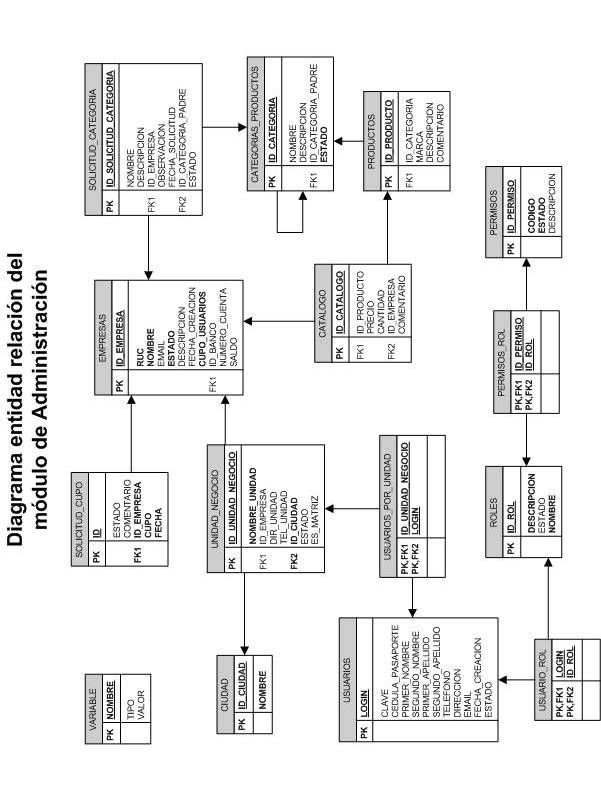 Diagrama entidad relación del
módulo de Administración
VARIABLE
PK NOMBRE
TIPO
VALOR
SOLICITUD_CUPO
PK ID
ESTADO
COMENTARIO
FK1 ID_EMPRESA
CUPO
FECHA
EMPRESAS
PK ID_EMPRESA
RUC
NOMBRE
EMAIL
ESTADO
DESCRIPCION
FECHA_CREACION
CUPO_USUARIOS
FK1 ID_BANCO
NUMERO_CUENTA
SALDO
SOLICITUD_CATEGORIA
PK ID_SOLICITUD_CATEGORIA
NOMBRE
DESCRIPCION
FK1 ID_EMPRESA
OBSERVACION
FECHA_SOLICITUD
FK2 ID_CATEGORIA_PADRE
ESTADO
CIUDAD
PK ID_CIUDAD
NOMBRE
UNIDAD_NEGOCIO
PK ID_UNIDAD_NEGOCIO
NOMBRE_UNIDAD
FK1 ID_EMPRESA
DIR_UNIDAD
TEL_UNIDAD
FK2 ID_CIUDAD
ESTADO
ES_MATRIZ
CATEGORIAS_PRODUCTOS
PK ID_CATEGORIA
NOMBRE
DESCRIPCION
FK1 ID_CATEGORIA_PADRE
ESTADO
CATALOGO
PK ID_CATALOGO
FK1 ID_PRODUCTO
PRECIO
CANTIDAD
FK2 ID_EMPRESA
COMENTARIO
PRODUCTOS
PK ID_PRODUCTO
FK1 ID_CATEGORIA
MARCA
DESCRIPCION
COMENTARIO
USUARIOS
PK LOGIN
CLAVE
CEDULA_PASAPORTE
PRIMER_NOMBRE
SEGUNDO_NOMBRE
PRIMER_APELLIDO
SEGUNDO_APELLIDO
TELEFONO
DIRECCION
EMAIL
FECHA_CREACION
ESTADO
USUARIOS_POR_UNIDAD
PK,FK1 ID_UNIDAD_NEGOCIO
PK,FK2 LOGIN
USUARIO_ROL
PK,FK1 LOGIN
PK,FK2 ID_ROL
ROLES
PK ID_ROL
DESCRIPCION
ESTADO
NOMBRE
PERMISOS_ROL
PK,FK1 ID_PERMISO
PK,FK2 ID_ROL
PERMISOS
PK ID_PERMISO
CODIGO
ESTADO
DESCRIPCION